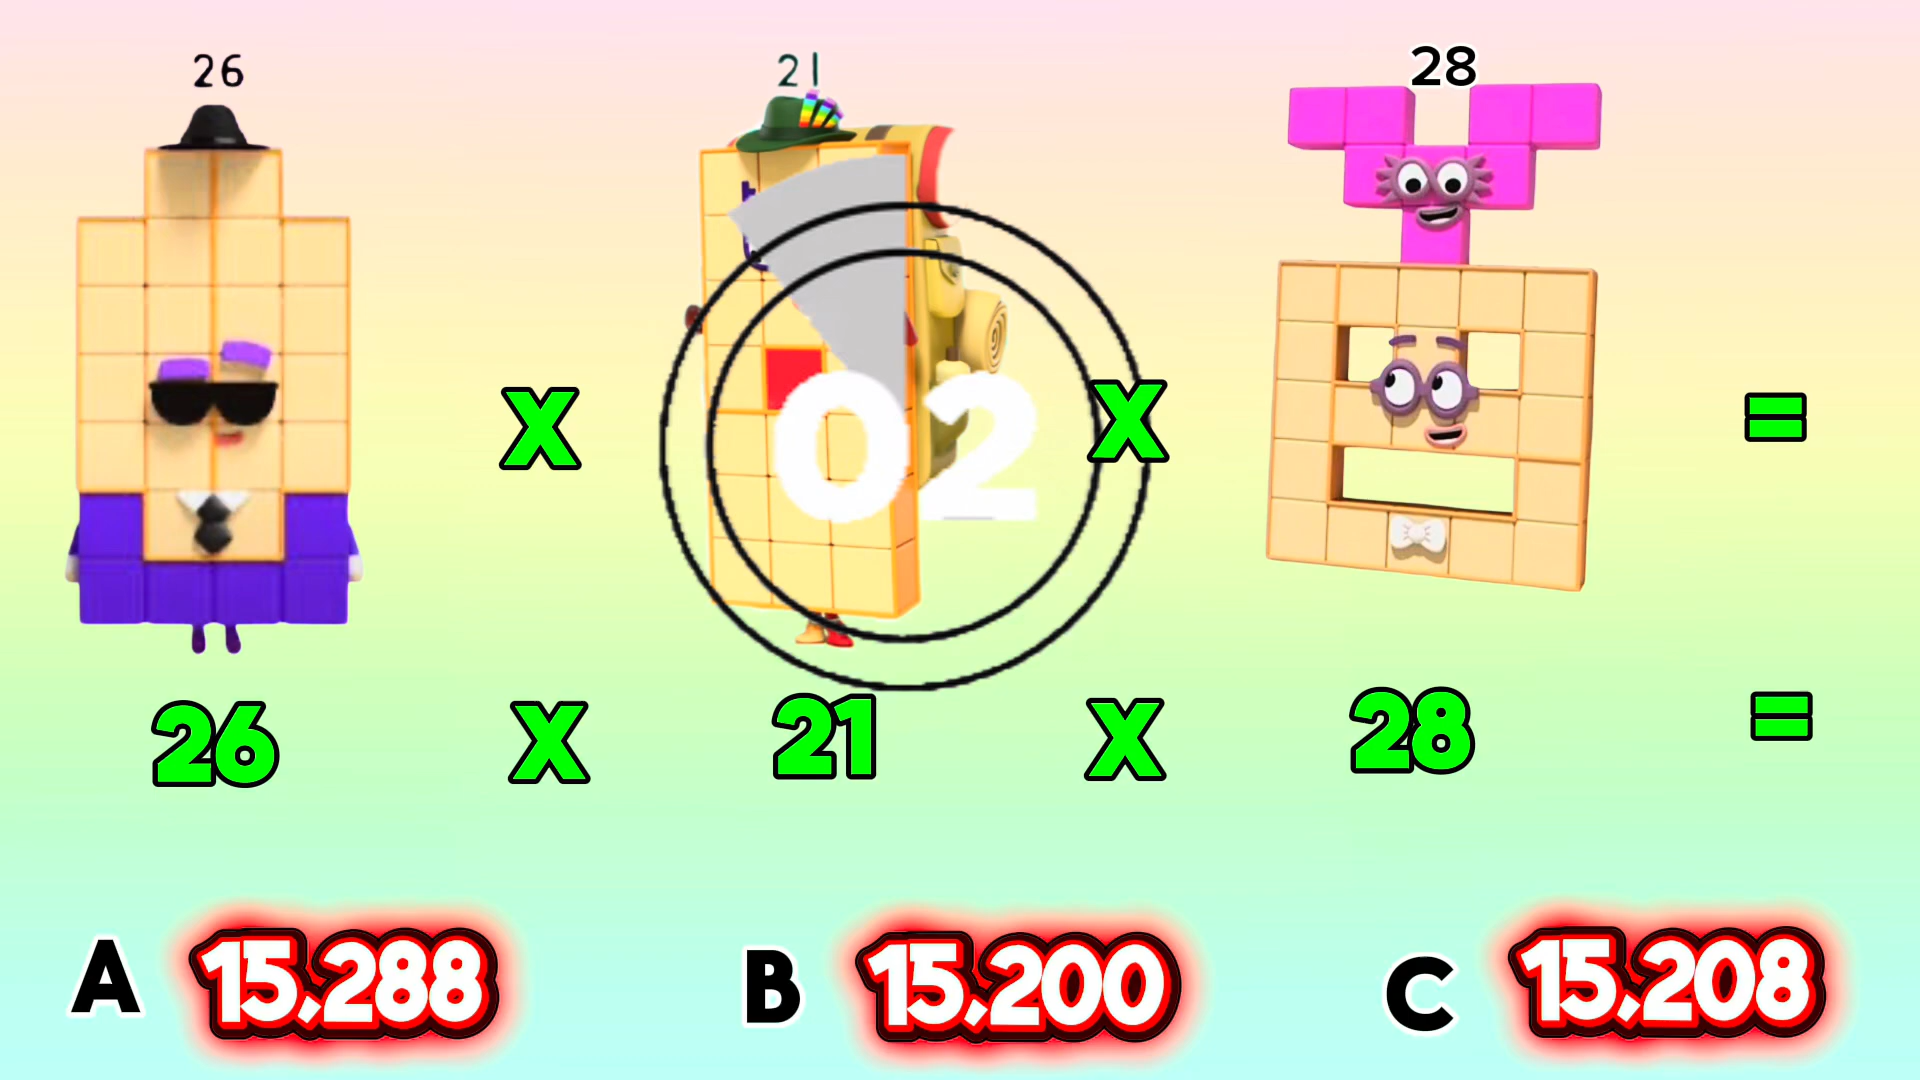 26 21 28
X X =
02
26 X 21 X 28 =
A 15,288 B 15,200 C 15,208